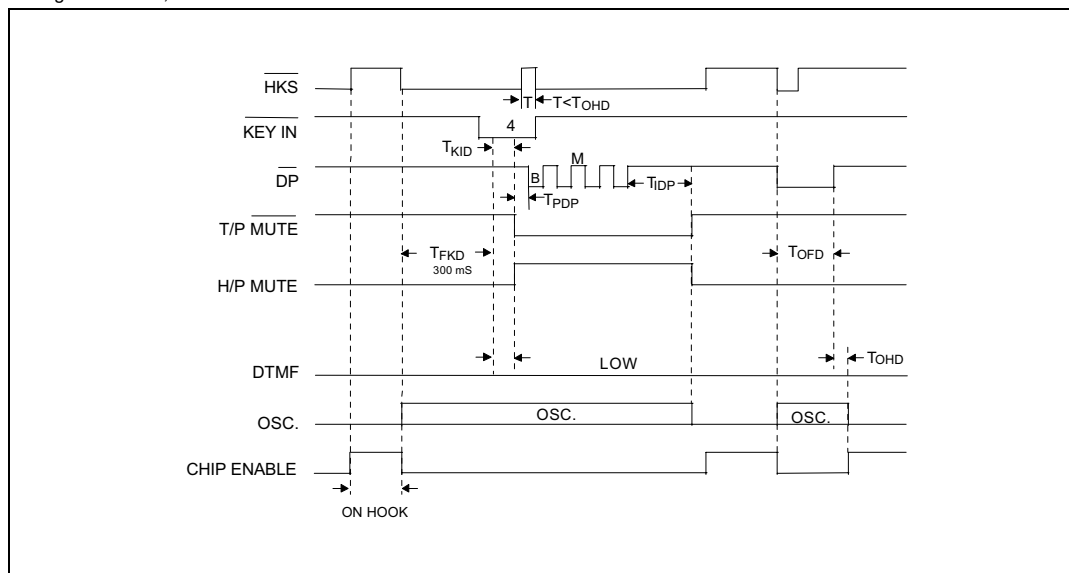 HKS
T T<TOHD
KEY IN
4
TKID
M
DP
B
TIDP
TPDP
T/P MUTE
TFKD
300 mS
TOFD
H/P MUTE
TOHD
LOW
DTMF
OSC.
OSC.
OSC.
CHIP ENABLE
ON HOOK